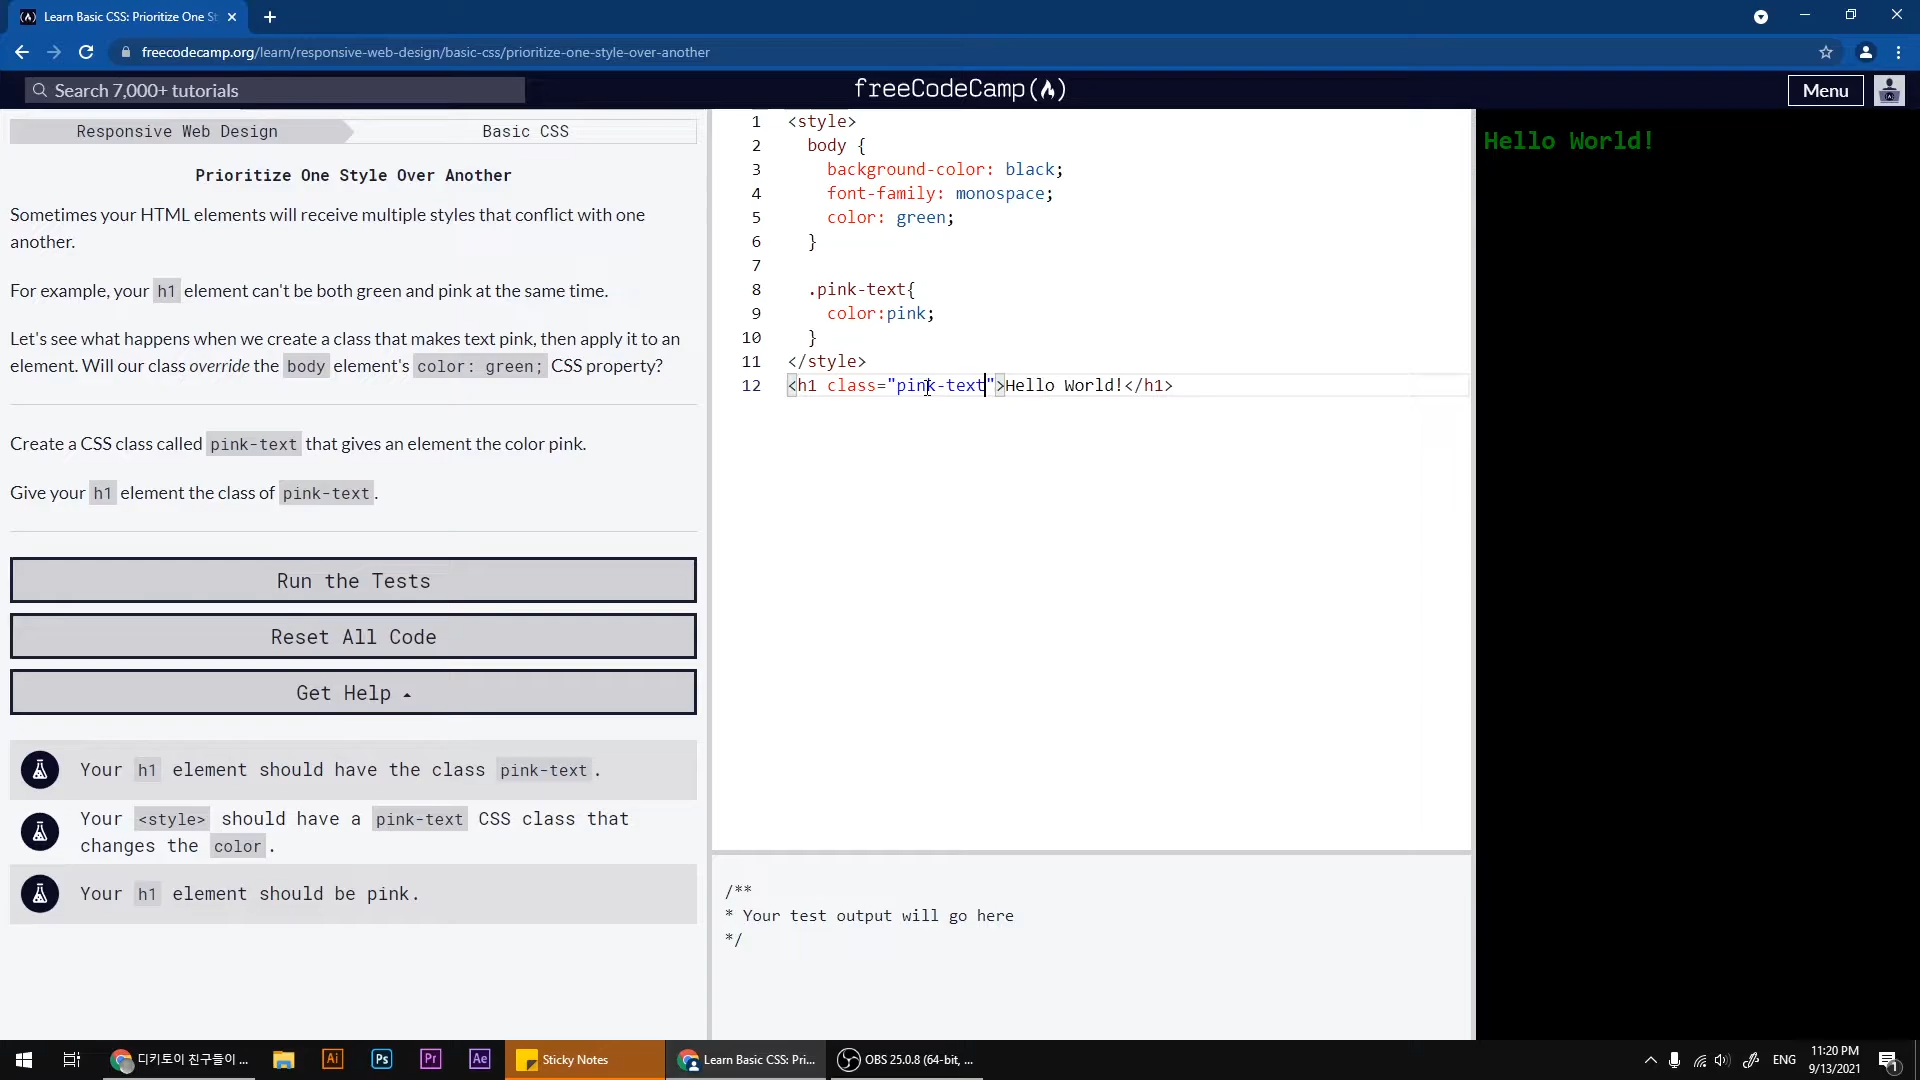 Learn Basic CSS: Prioritize One St
freecodecamp.org/learn/responsive-web-design/basic-css/prioritize-one-style-over-another
Search 7,000+ tutorials
freeCodeCamp
Menu
Responsive Web Design
Basic CSS
Prioritize One Style Over Another
Sometimes your HTML elements will receive multiple styles that conflict with one
another.
For example, your h1 element can't be both green and pink at the same time.
Let's see what happens when we create a class that makes text pink, then apply it to an
element. Will our class override the body element's color: green; CSS property?
Create a CSS class called pink-text that gives an element the color pink.
Give your h1 element the class of pink-text.
Run the Tests
Reset All Code
Get Help
Your h1 element should have the class pink-text.
Your <style> should have a pink-text CSS class that
changes the color.
Your h1 element should be pink.
1 <style>
2 body {
3 background-color: black;
4 font-family: monospace;
5 color: green;
6 }
7
8 .pink-text{
9 color:pink;
10 }
11 </style>
12 <h1 class="pink-text">Hello World!</h1>
/**
* Your test output will go here
*/
Hello World!
디키토이 친구들이 ...
Ai
Ps
Pr
Ae
Sticky Notes
Learn Basic CSS: Pri...
OBS 25.0.8 (64-bit, ...
ENG
11:20 PM
9/13/2021
1